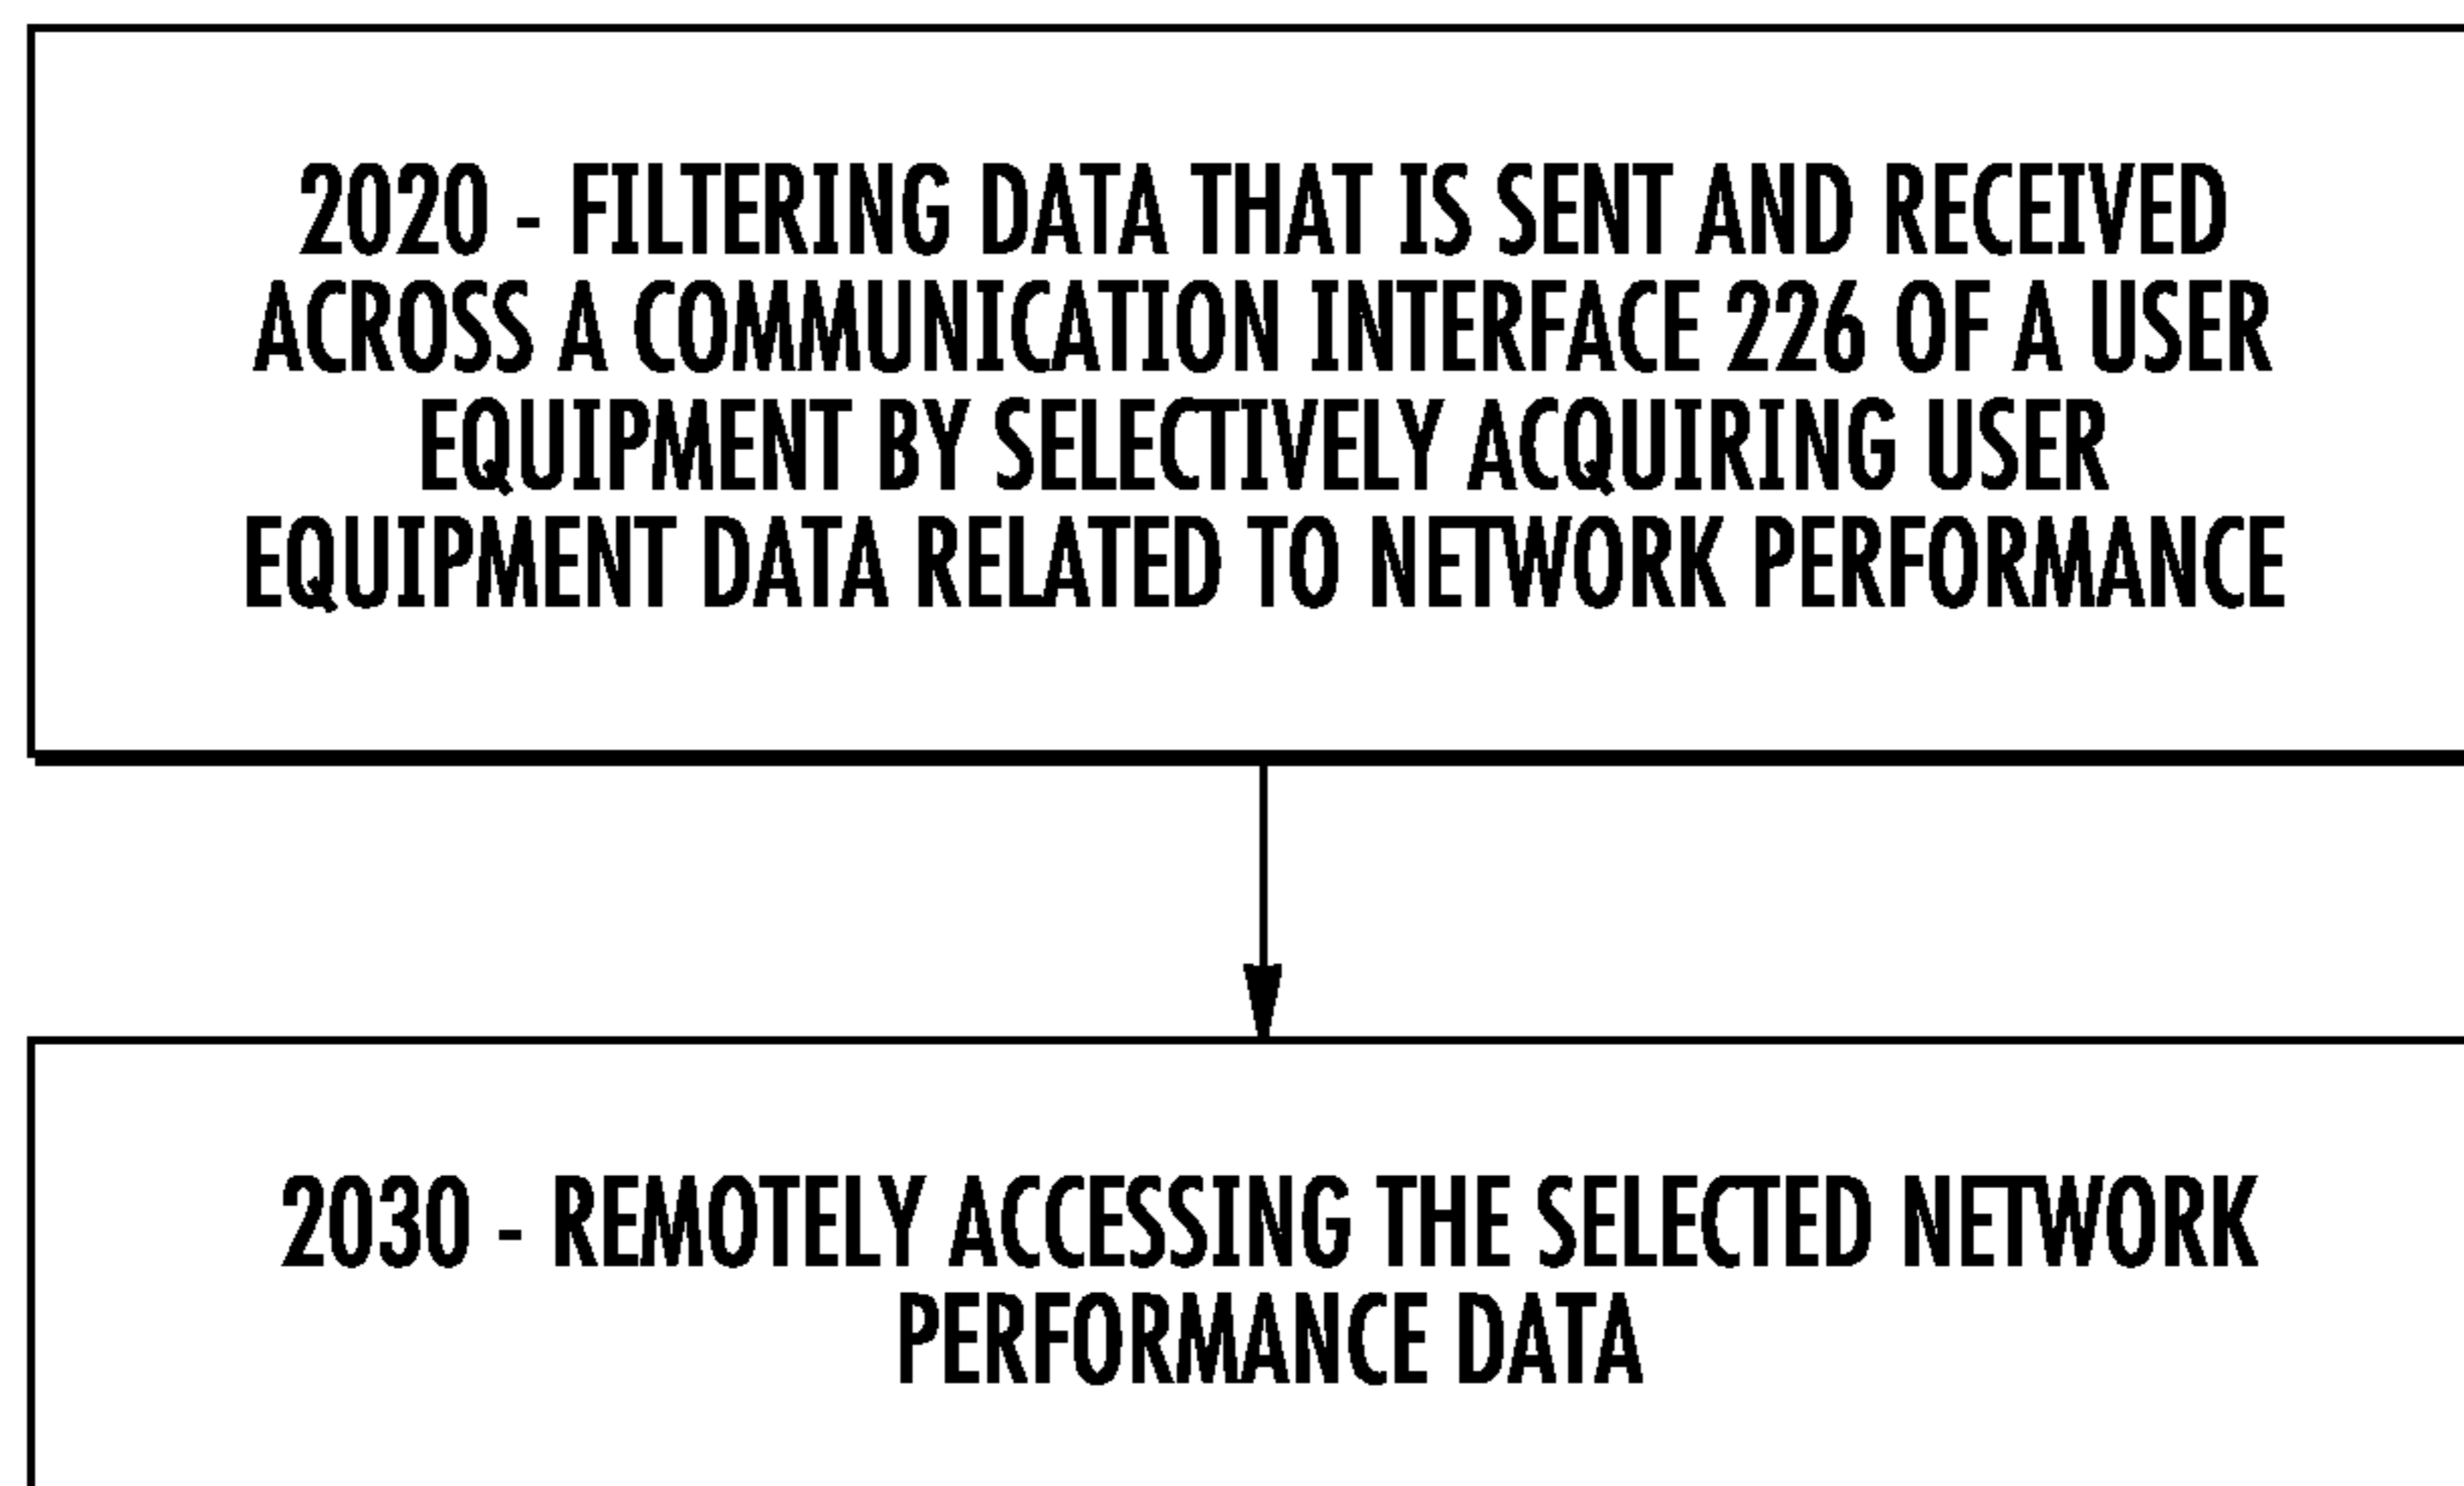 2020 - FILTERING DATA THAT IS SENT AND RECEIVED
ACROSS A COMMUNICATION INTERFACE 226 OF A USER
EQUIPMENT BY SELECTIVELY ACQUIRING USER
EQUIPMENT DATA RELATED TO NETWORK PERFORMANCE
2030 - REMOTELY ACCESSING THE SELECTED NETWORK
PERFORMANCE DATA